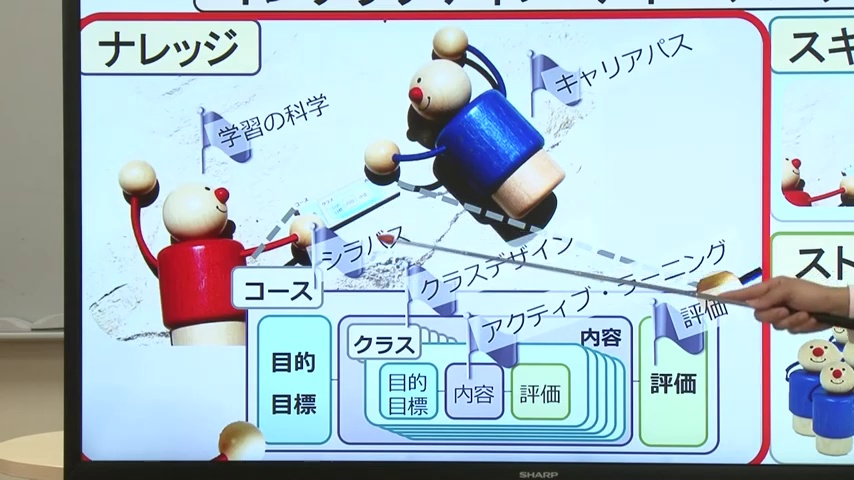 ナレッジ
スキ
キャリアパス
学習の科学
コース
シラバス
クラスデザイン
アクティブ・ラーニング
評価
コース
クラス
内容
目的
目標
目的
目標
内容
評価
評価
スト
SHARP